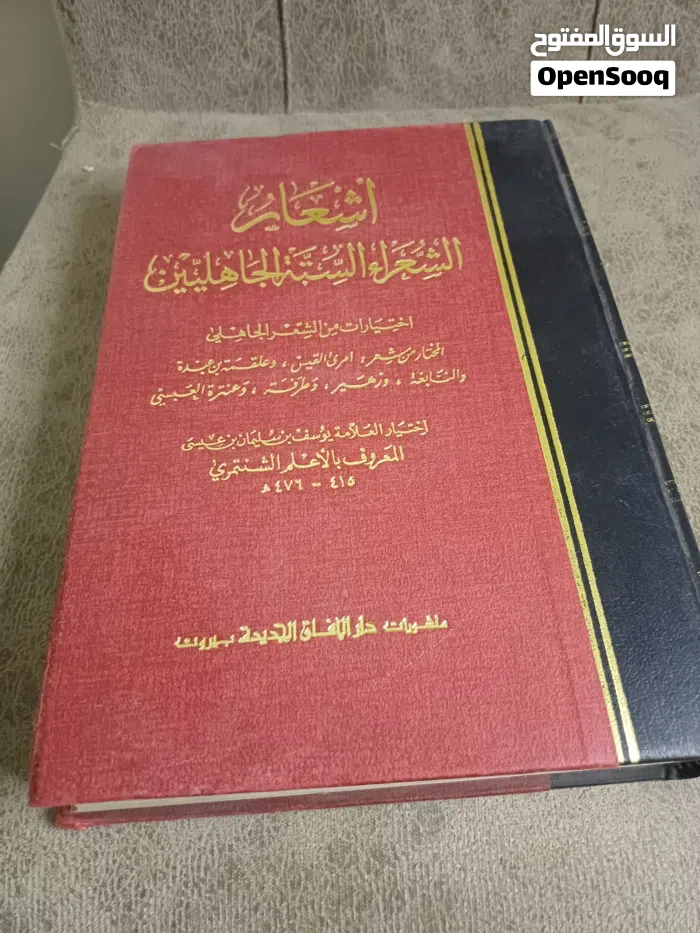 السوق المفتوح
OpenSooq
أشعار
الشعراء الستة الجاهليين
اختيارات من الشعر الجاهلي
المختار من شعر: امرئ القيس، وعلقمة بن عبدة
والنابغة، وزهير، وطرفة، وعنترة العبسي
اختيار العلامة يوسف بن سليمان بن عيسى
المعروف بالأعلم الشنتمري
٤١٥ - ٤٧٦ هـ
منشورات دار الآفاق الجديدة بيروت